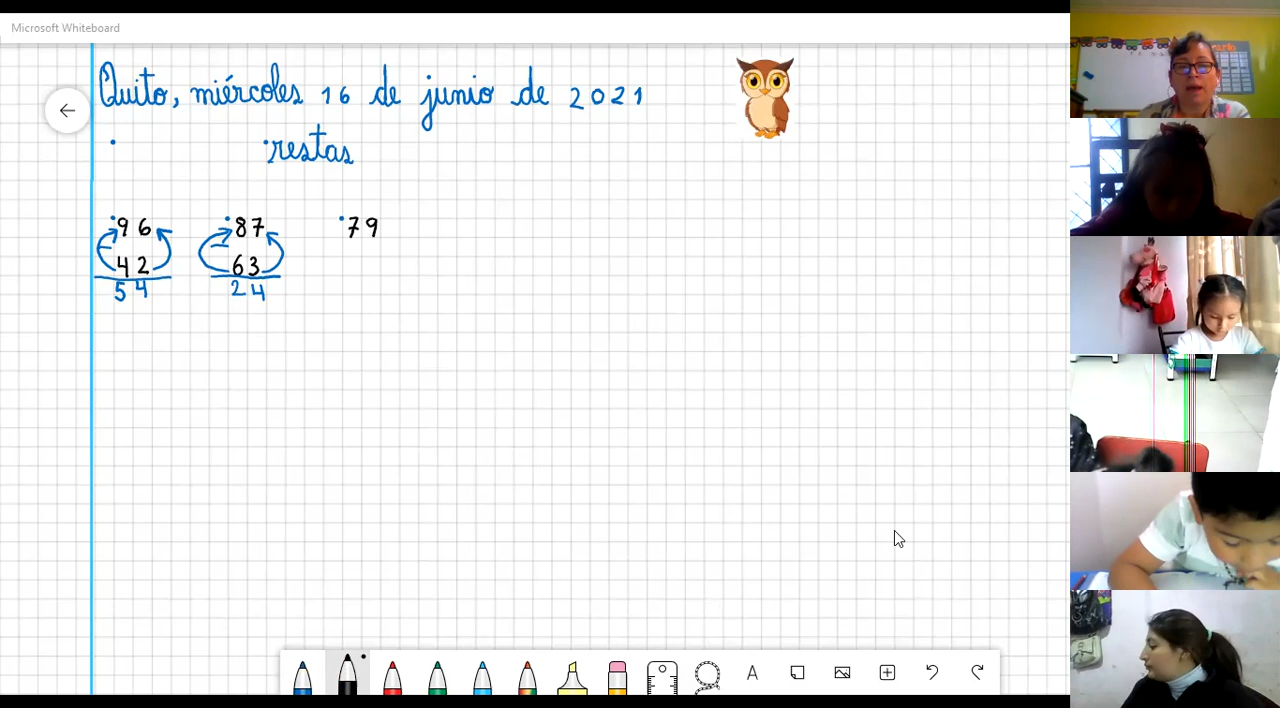 Microsoft Whiteboard
Quito, miércoles 16 de junio de 2021
restas
96 87 79
42 63
54 24
A